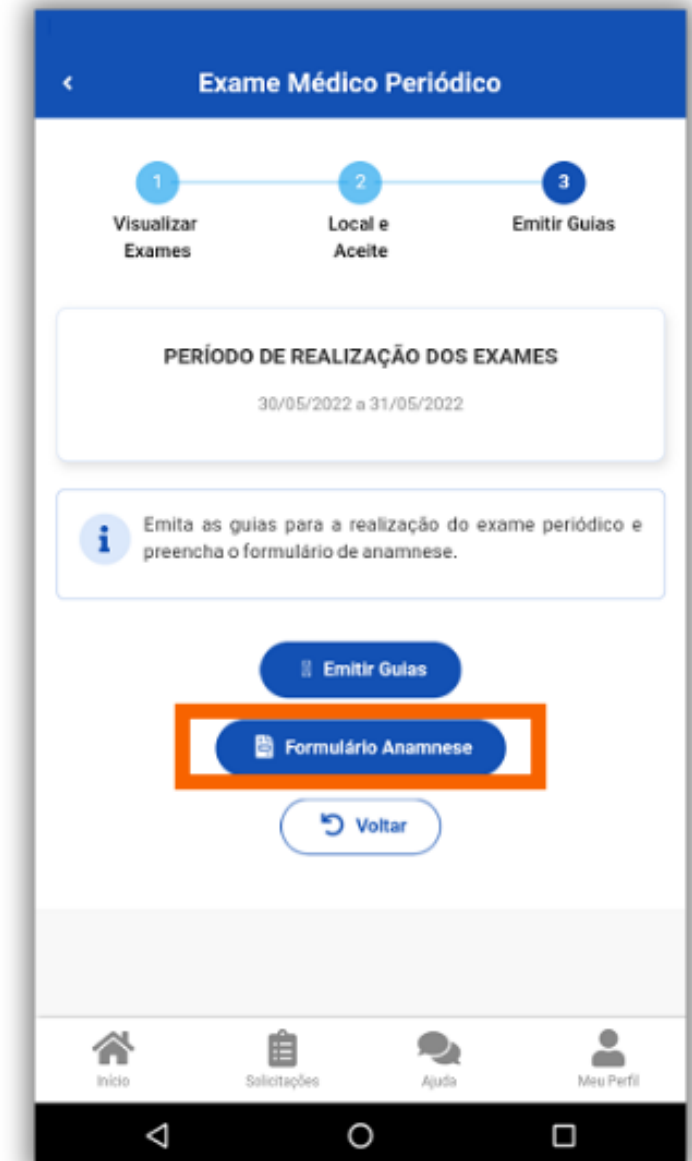 Exame Médico Periódico
1
2
3
Visualizar
Exames
Local e
Aceite
Emitir Guias
PERÍODO DE REALIZAÇÃO DOS EXAMES
30/05/2022 a 31/05/2022
Emita as guias para a realização do exame periódico e
preencha o formulário de anamnese.
Emitir Guias
Formulário Anamnese
Voltar
Início
Solicitações
Ajuda
Meu Perfil